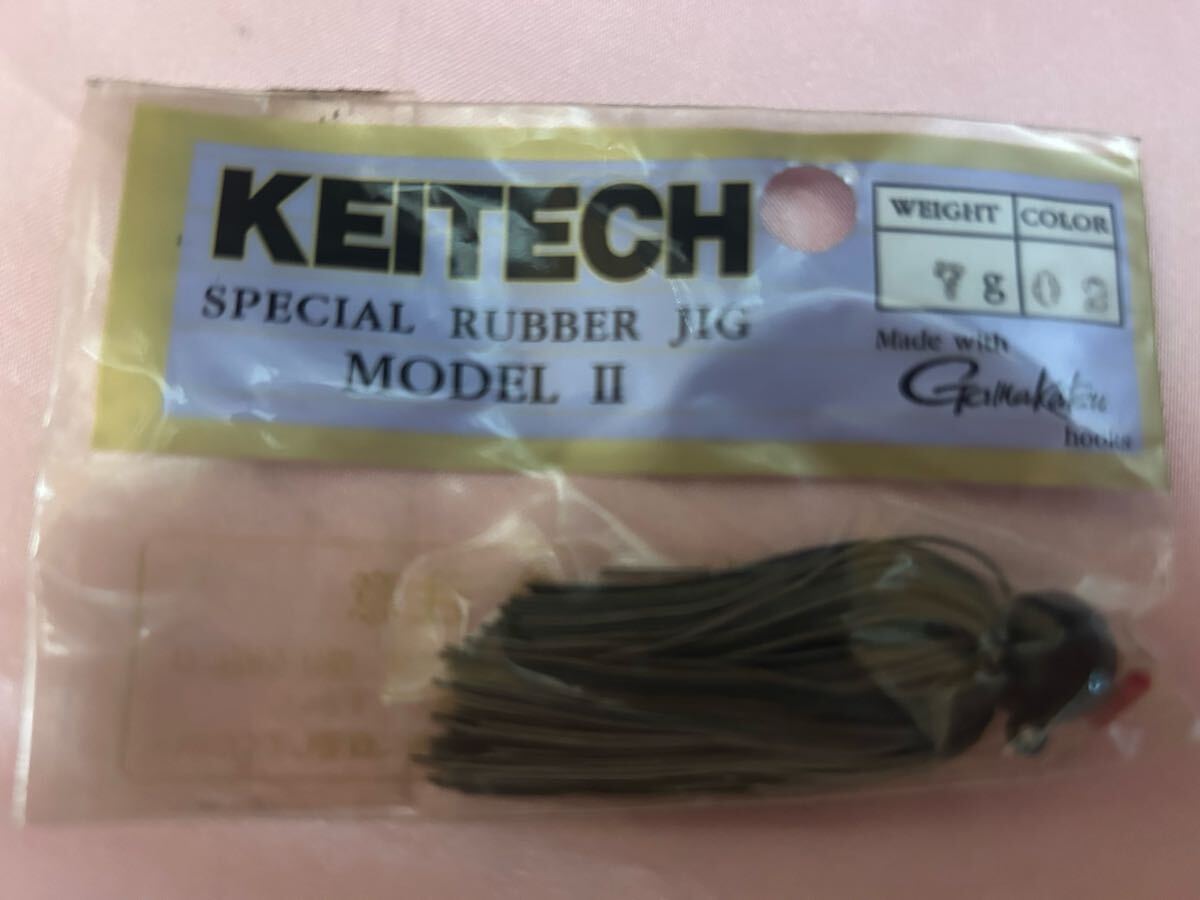 KEITECH
SPECIAL RUBBER JIG
MODEL II
WEIGHT COLOR
7g 02
Made with
Gamakatsu
hooks